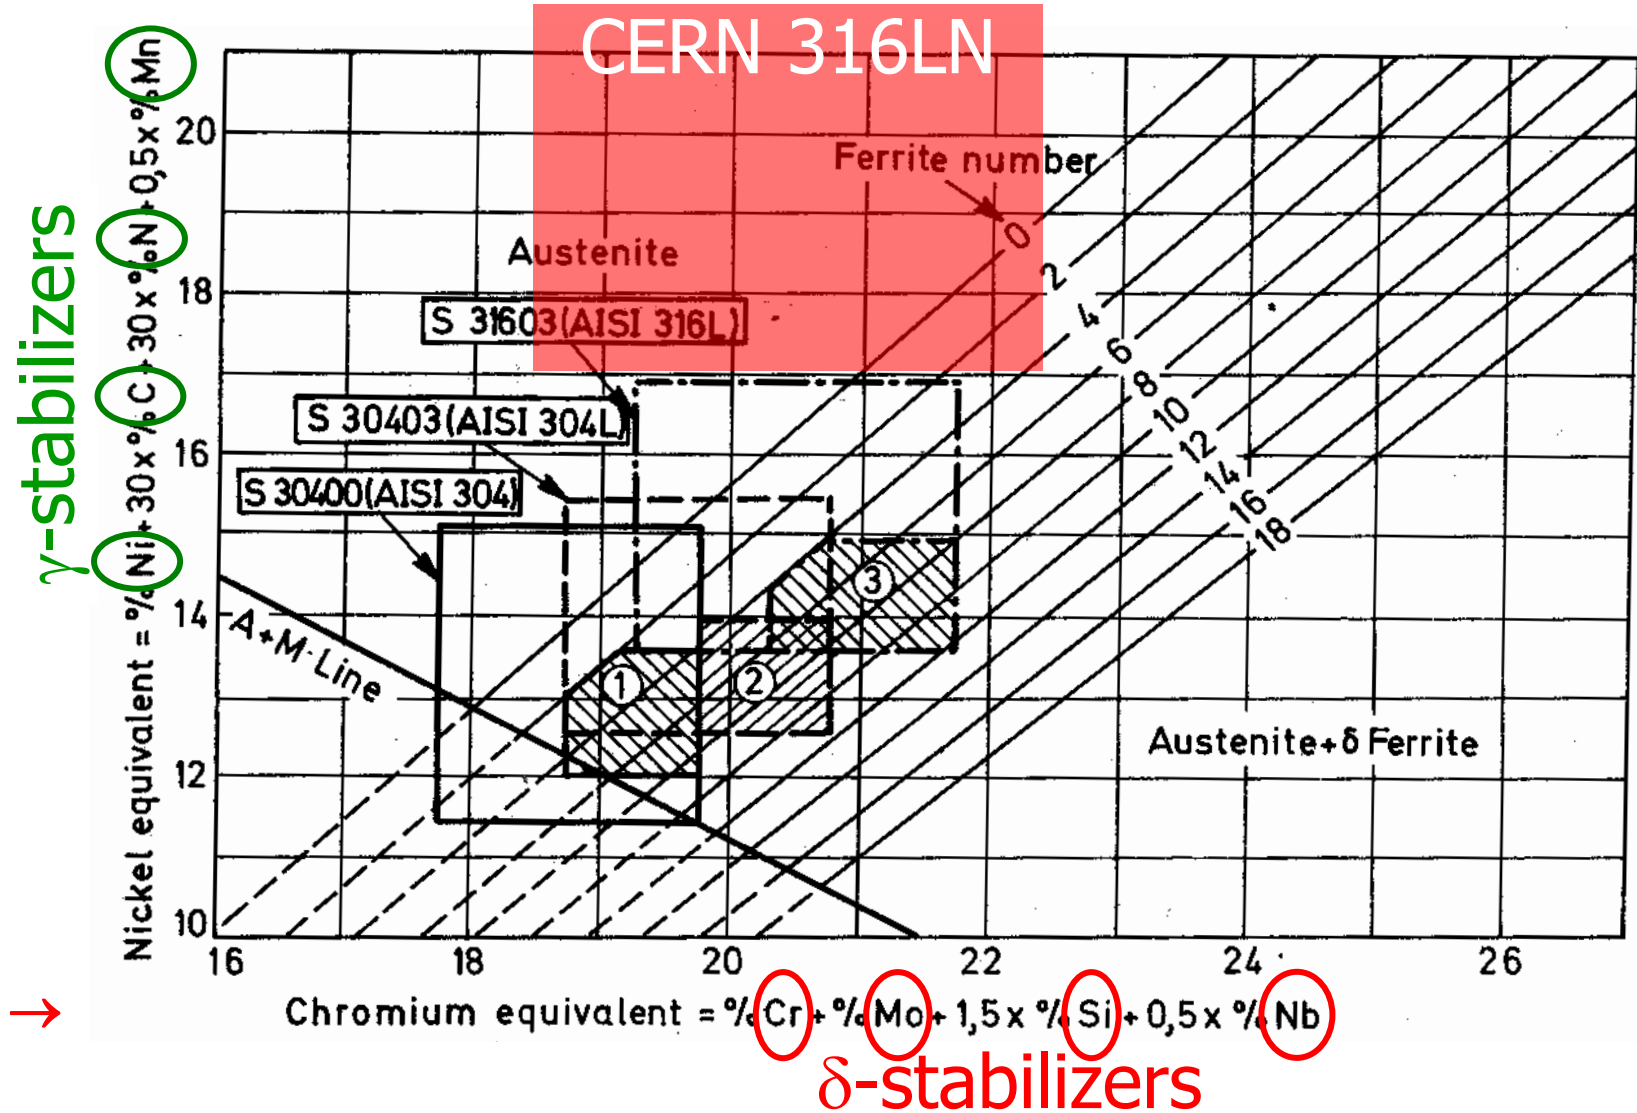 CERN 316LN
γ-stabilizers
Nickel equivalent = % Ni + 30 x % C + 30 x % N + 0,5 x % Mn
20
18
16
14
12
10
Ferrite number
Austenite
S 31603 (AISI 316L)
S 30403 (AISI 304L)
S 30400 (AISI 304)
A+M-Line
0
2
4
6
8
10
12
14
16
18
1
2
3
Austenite+δ Ferrite
16
18
20
22
24
26
→
Chromium equivalent = % Cr + % Mo + 1,5 x % Si + 0,5 x % Nb
δ-stabilizers